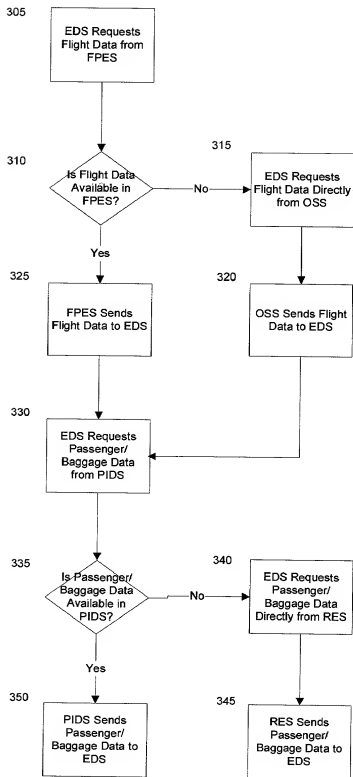 305
EDS Requests
Flight Data from
FPES
310
Is Flight Data
Available in
FPES?
No
315
EDS Requests
Flight Data Directly
from OSS
Yes
325
FPES Sends
Flight Data to EDS
320
OSS Sends Flight
Data to EDS
330
EDS Requests
Passenger/
Baggage Data
from PIDS
335
Is Passenger/
Baggage Data
Available in
PIDS?
No
340
EDS Requests
Passenger/
Baggage Data
Directly from RES
Yes
350
PIDS Sends
Passenger/
Baggage Data to
EDS
345
RES Sends
Passenger/
Baggage Data to
EDS